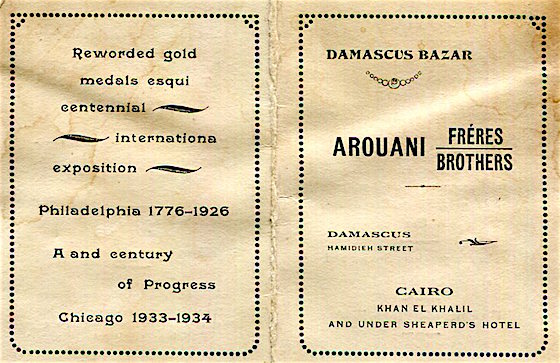 Reworded gold
medals esqui
centennial
internationa
exposition
Philadelphia 1776-1926
A and century
of Progress
Chicago 1933-1934
DAMASCUS BAZAR
AROUANI FRÉRES
BROTHERS
DAMASCUS
HAMIDIEH STREET
CAIRO
KHAN EL KHALIL
AND UNDER SHEAPERD'S HOTEL